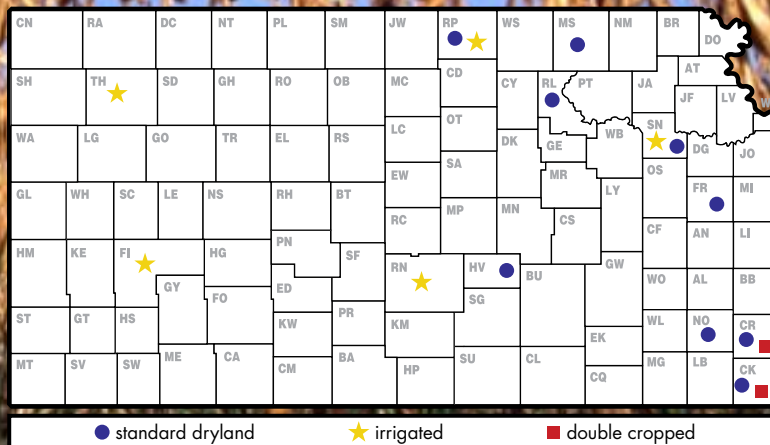 CN RA DC NT PL SM JW RP WS MS NM BR DO
SH TH SD GH RO OB MC CD CY RL PT JA AT
JF LV W
WA LG GO TR EL RS LC OT DK GE WB SN DG JO
EW SA MR OS
GL WH SC LE NS RH BT RC MP MN CS LY FR MI
HM KE FI HG PN SF RN HV BU GW CF AN LI
GY FO ED SG WO AL BB
ST GT HS KW PR KM EK WL NO CR
MT SV SW ME CA CM BA HP SU CL CQ MG LB CK
standard dryland irrigated double cropped